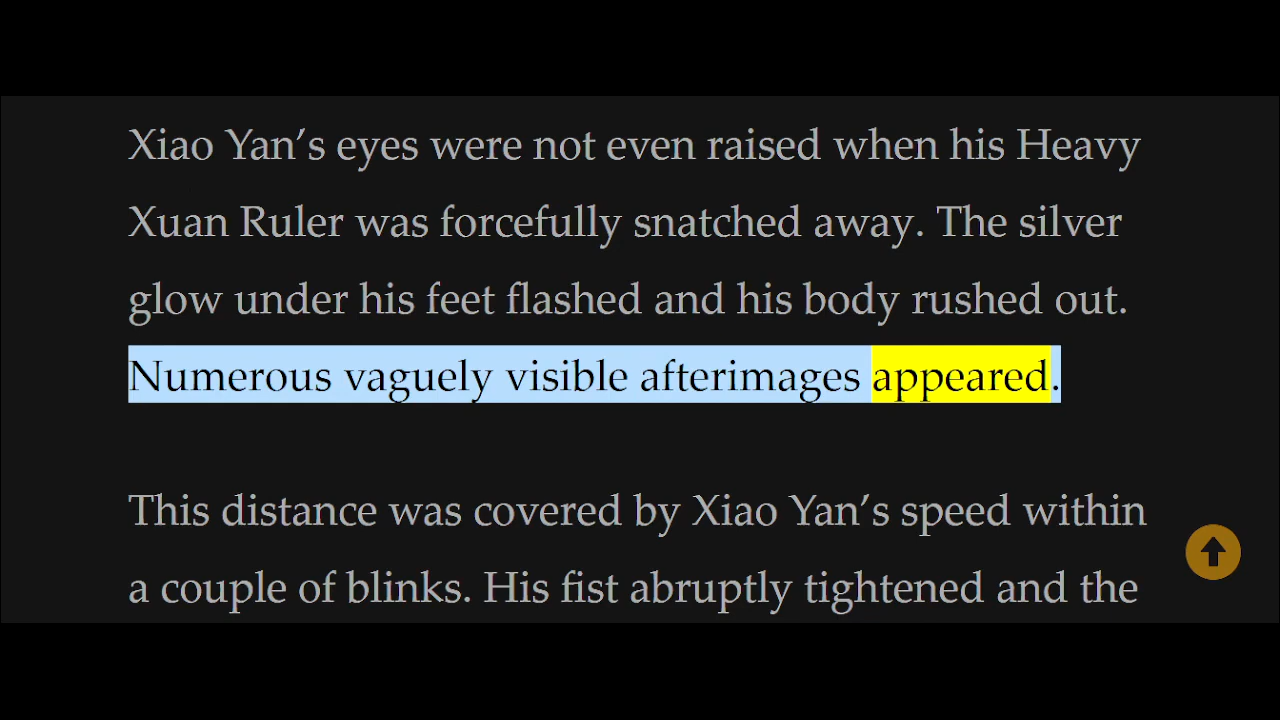 Xiao Yan’s eyes were not even raised when his Heavy
Xuan Ruler was forcefully snatched away. The silver
glow under his feet flashed and his body rushed out.
Numerous vaguely visible afterimages appeared.
This distance was covered by Xiao Yan’s speed within
a couple of blinks. His fist abruptly tightened and the